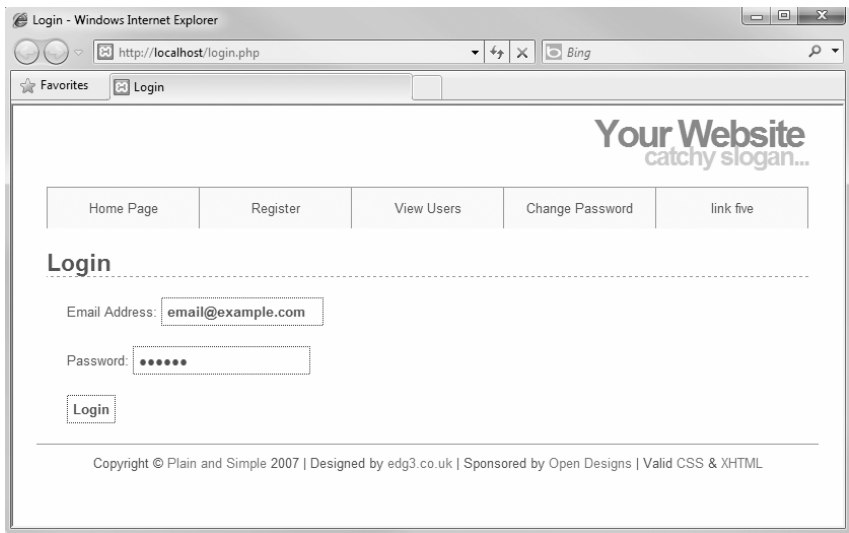 Login - Windows Internet Explorer
http://localhost/login.php
Bing
Favorites
Login
Your Website
catchy slogan...
Home Page Register View Users Change Password link five
Login
Email Address: email@example.com
Password: ●●●●●●
Login
Copyright © Plain and Simple 2007 | Designed by edg3.co.uk | Sponsored by Open Designs | Valid CSS & XHTML